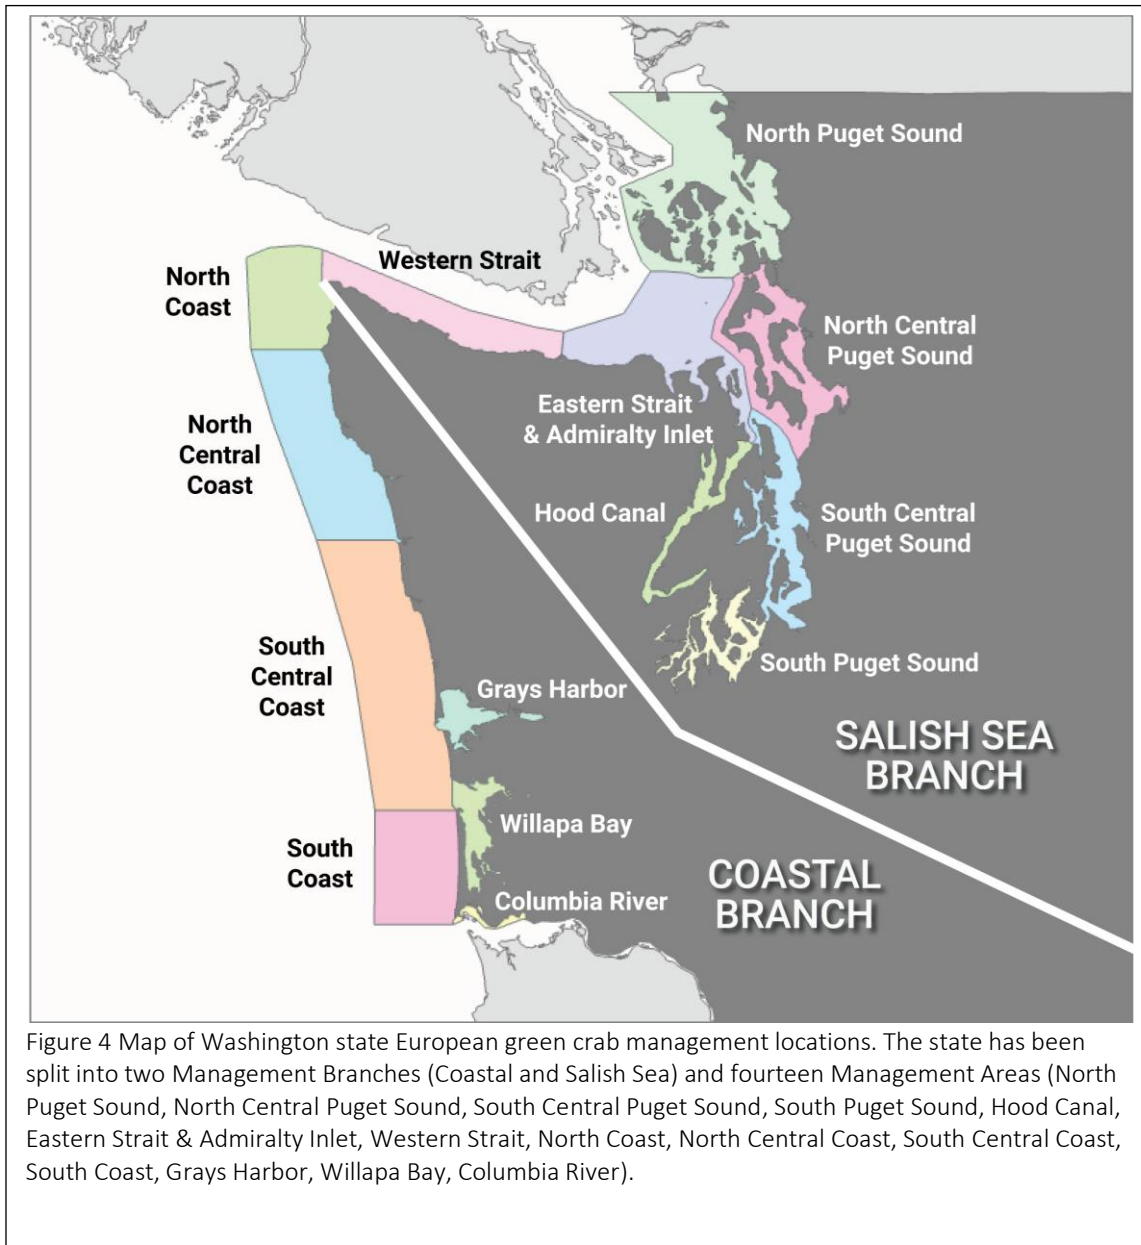 North Puget Sound
Western Strait
North
Coast
North Central
Puget Sound
Eastern Strait
& Admiralty Inlet
North
Central
Coast
Hood Canal
South Central
Puget Sound
South
Central
Coast
South Puget Sound
Grays Harbor
SALISH SEA
BRANCH
Willapa Bay
South
Coast
COASTAL
BRANCH
Columbia River
Figure 4 Map of Washington state European green crab management locations. The state has been
split into two Management Branches (Coastal and Salish Sea) and fourteen Management Areas (North
Puget Sound, North Central Puget Sound, South Central Puget Sound, South Puget Sound, Hood Canal,
Eastern Strait & Admiralty Inlet, Western Strait, North Coast, North Central Coast, South Central Coast,
South Coast, Grays Harbor, Willapa Bay, Columbia River).